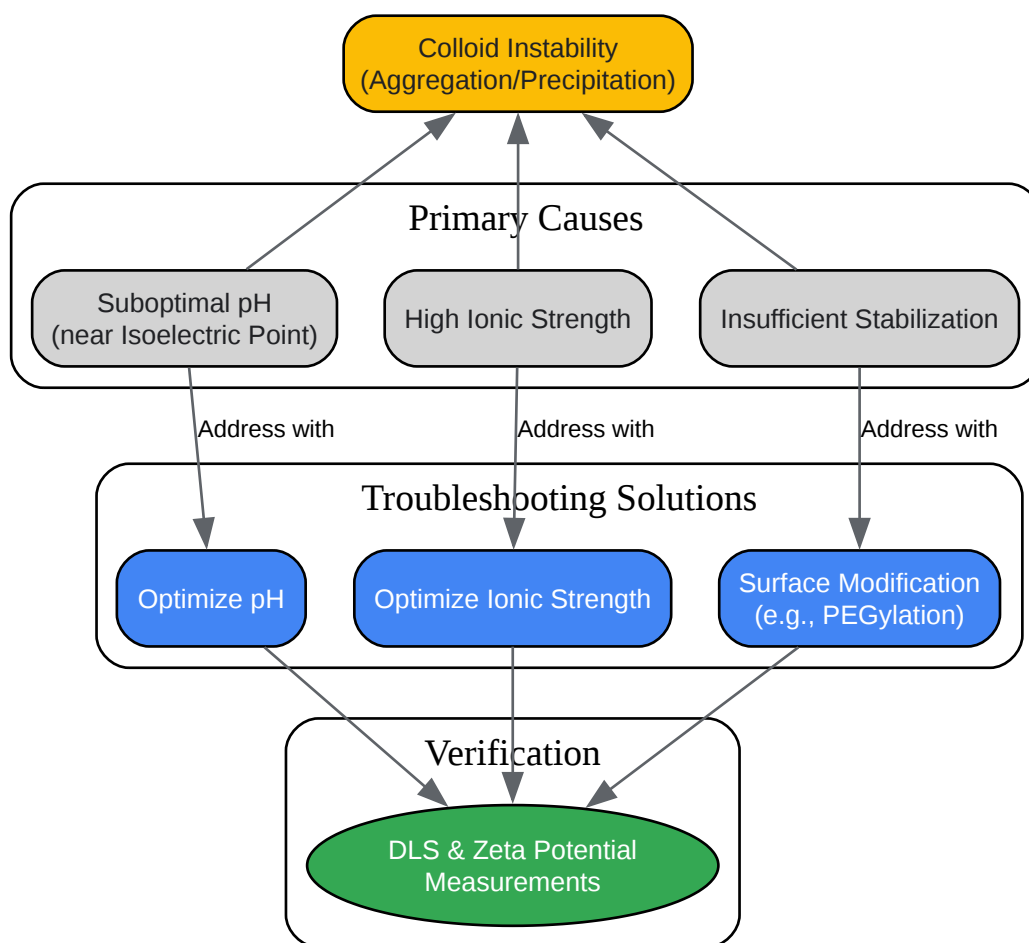 Colloid Instability
(Aggregation/Precipitation)
Primary Causes
Suboptimal pH
(near Isoelectric Point)
High Ionic Strength
Insufficient Stabilization
Address with
Address with
Address with
Troubleshooting Solutions
Optimize pH
Optimize Ionic Strength
Surface Modification
(e.g., PEGylation)
Verification
DLS & Zeta Potential
Measurements